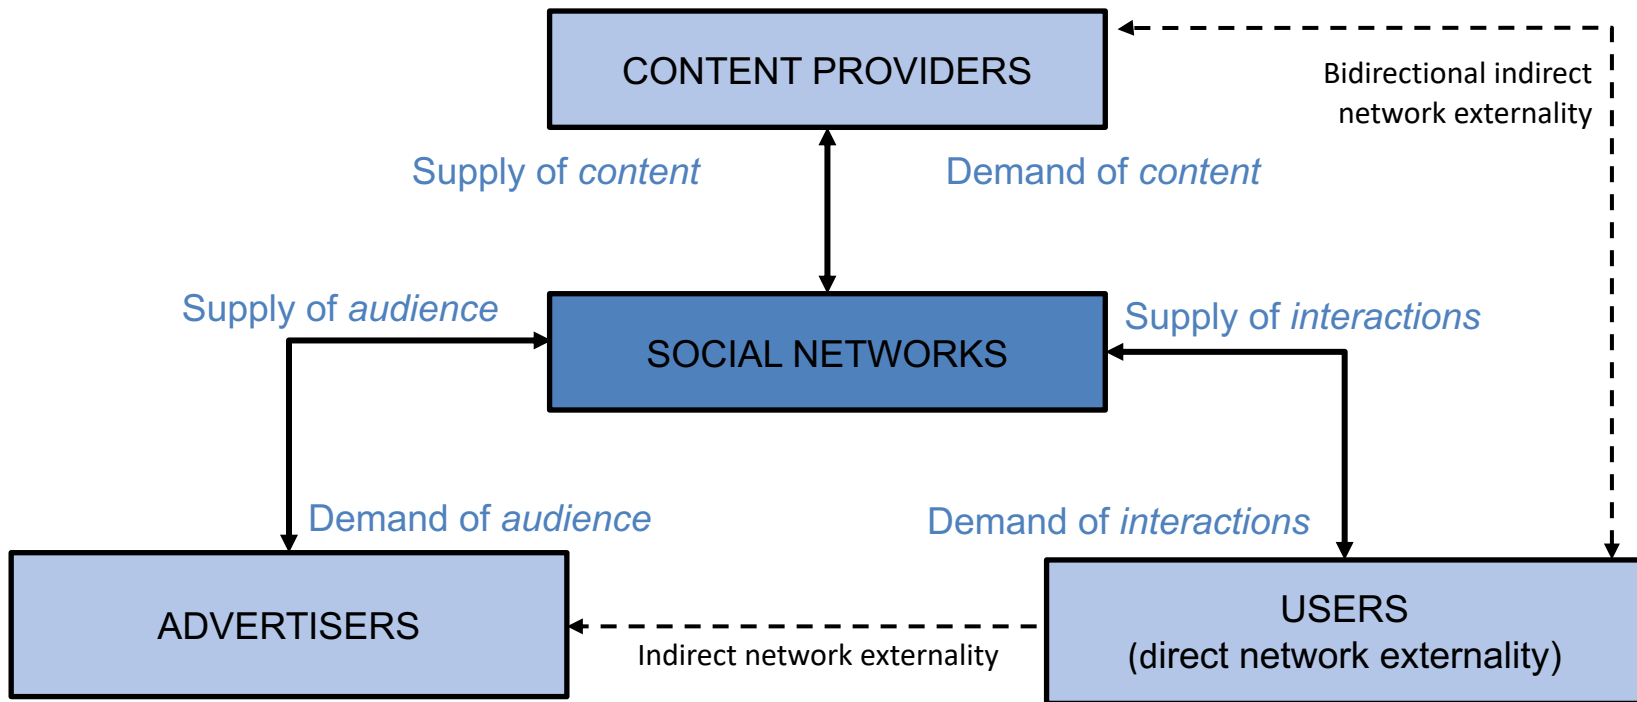 CONTENT PROVIDERS
Bidirectional indirect
network externality
Supply of content
Demand of content
Supply of audience
Supply of interactions
SOCIAL NETWORKS
Demand of audience
Demand of interactions
ADVERTISERS
Indirect network externality
USERS
(direct network externality)